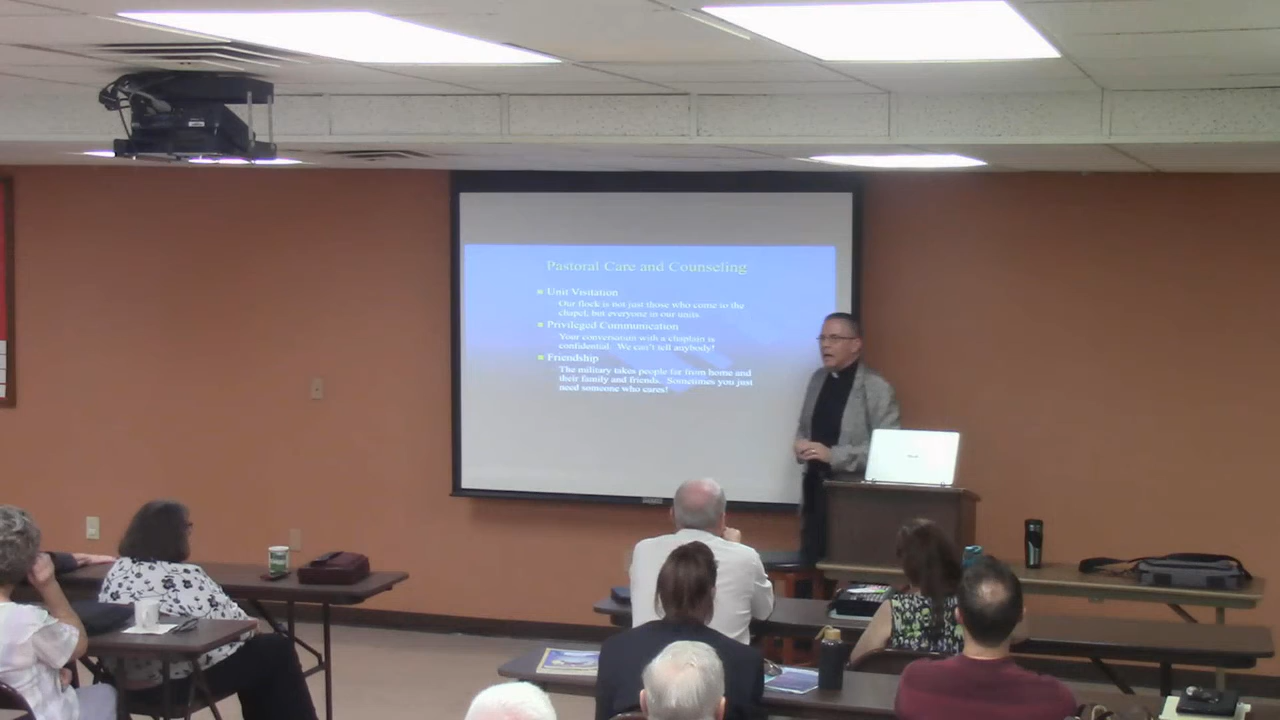 Pastoral Care and Counseling
Unit Visitation
Our flock is not just those who come to the
chapel, but everyone in our units.
Privileged Communication
Your conversation with a chaplain is
confidential. We can't tell anybody!
Friendship
The military takes people far from home and
their family and friends. Sometimes you just
need someone who cares!